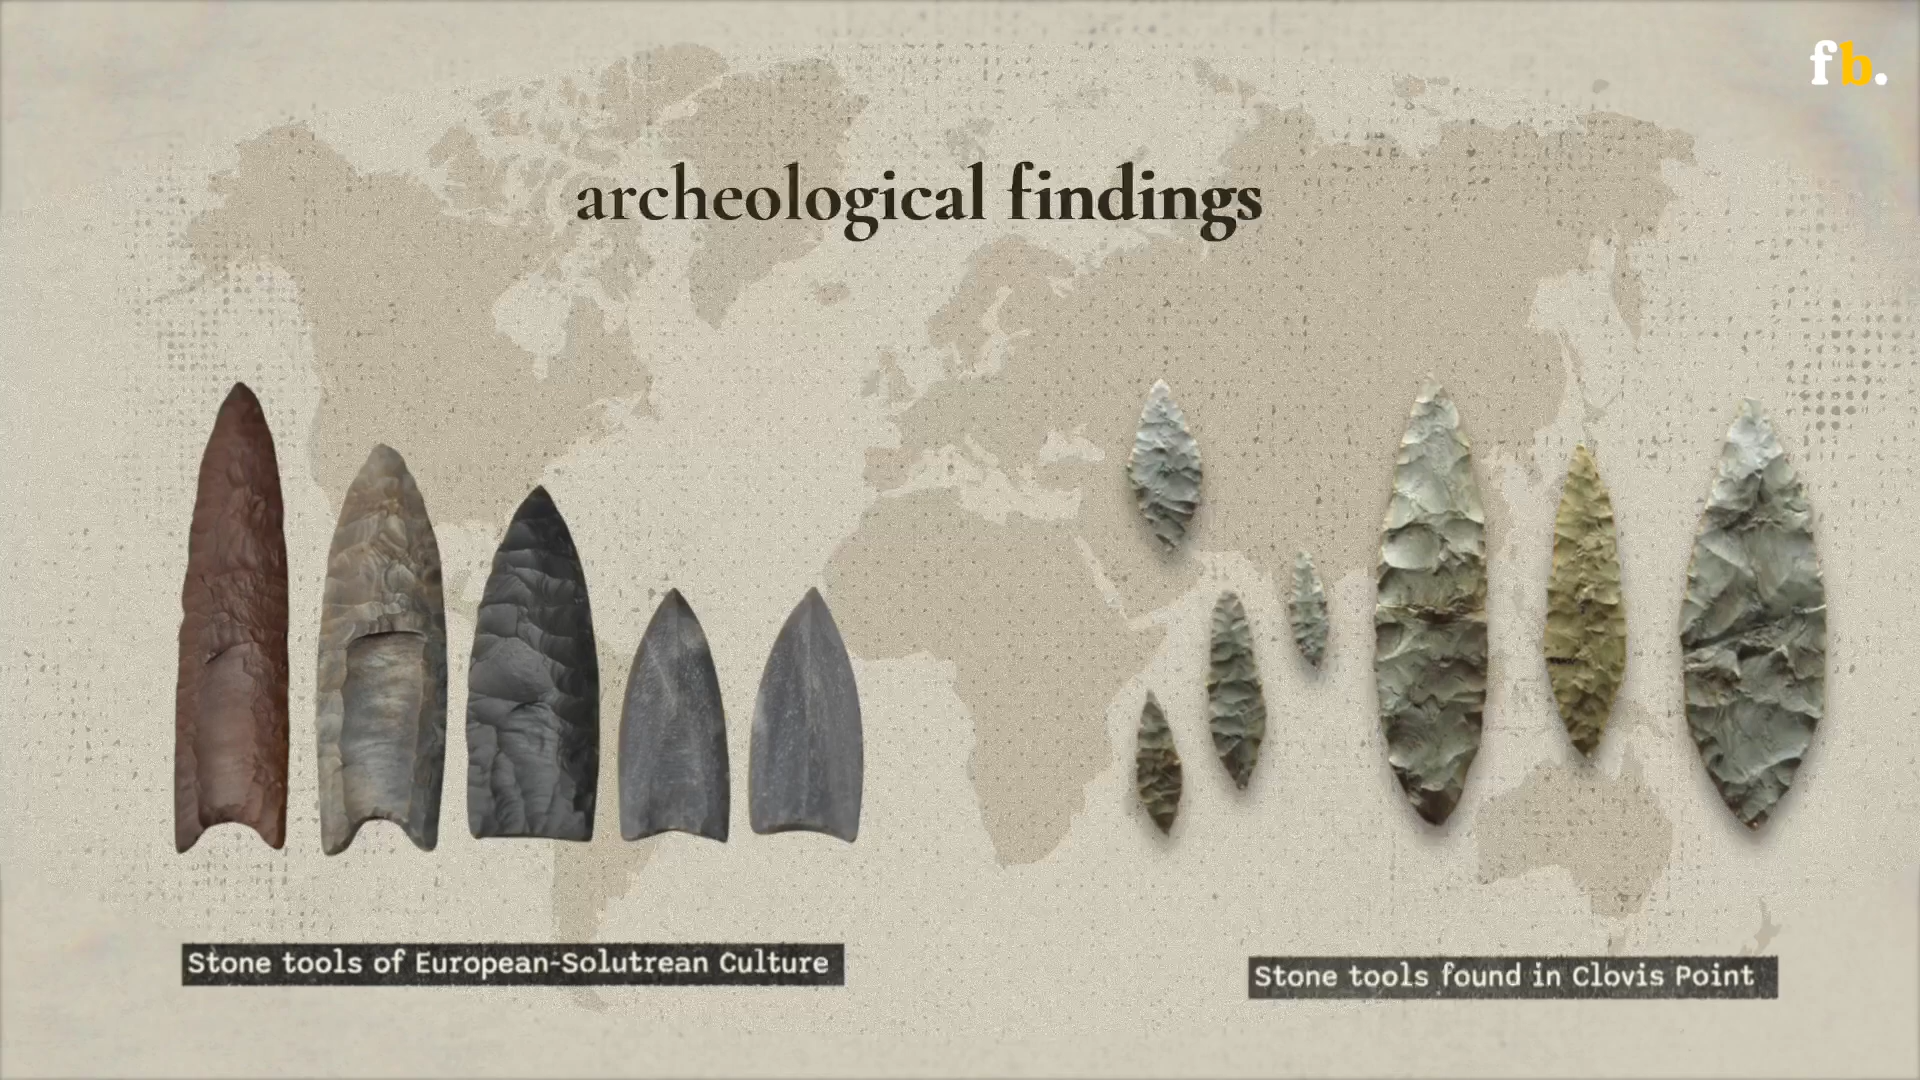 fb.
archeological findings
Stone tools of European-Solutrean Culture
Stone tools found in Clovis Point